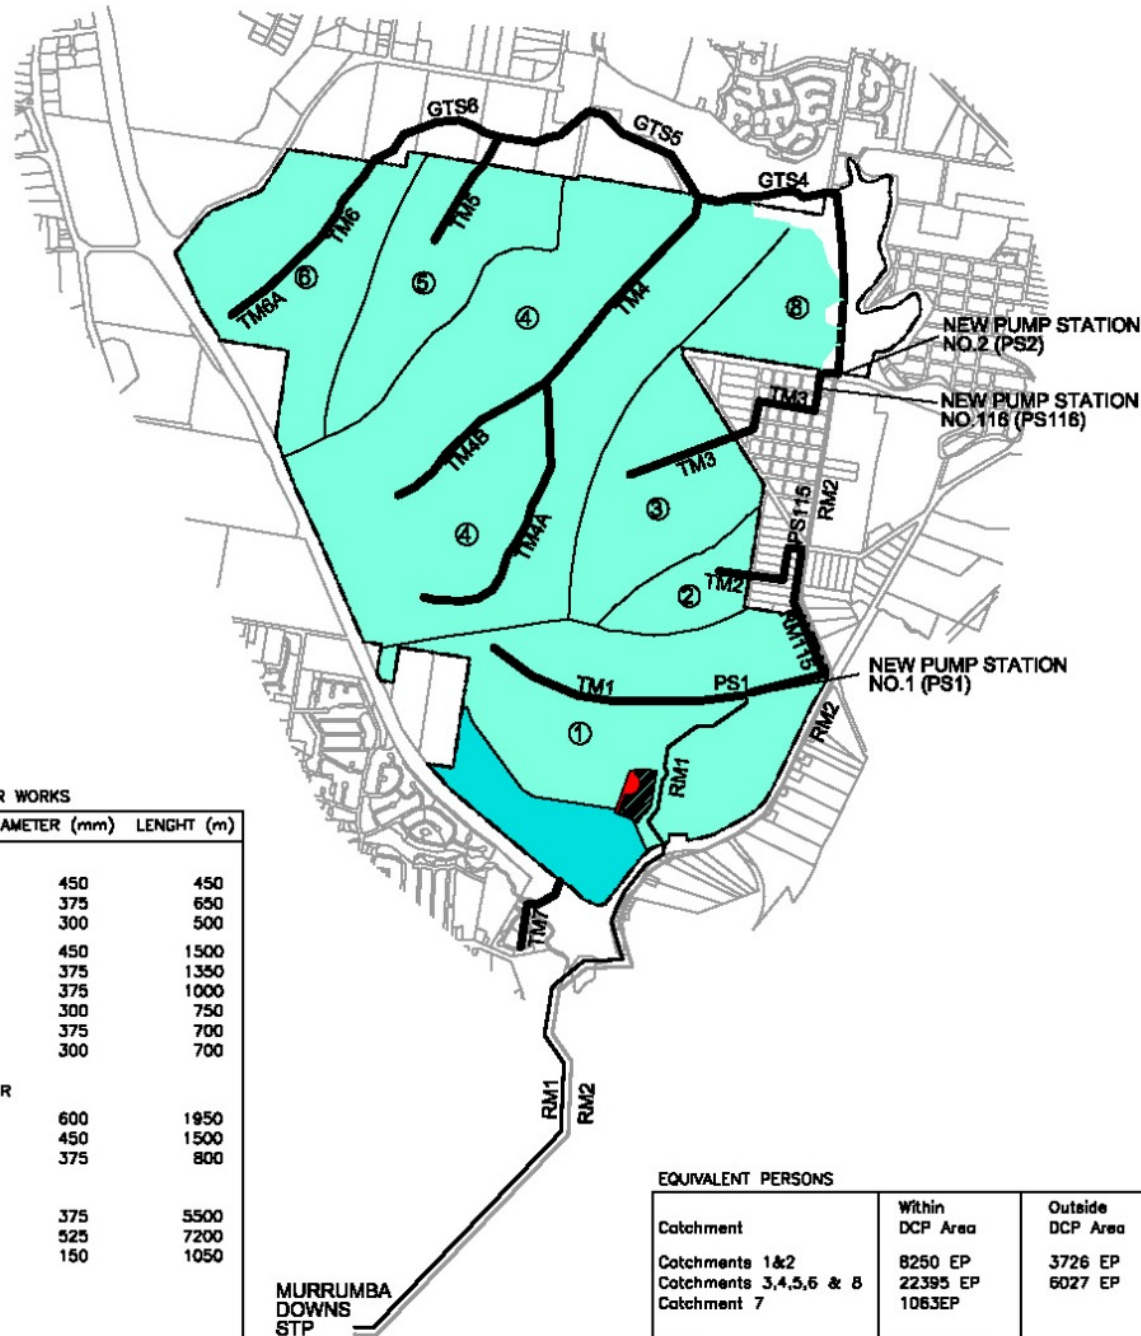 GTS6
GTS5
GTS4
TM6
TM5
TM4
TM6A
⑥
⑤
④
⑧
NEW PUMP STATION
NO.2 (PS2)
NEW PUMP STATION
NO.116 (PS116)
TM3
TM3
TM4B
TM4A
④
③
②
TM2
PS115
RM2
RM115
NEW PUMP STATION
NO.1 (PS1)
TM1
PS1
RM2
①
RM1
TM7
RM1
RM2
MURRUMBA
DOWNS
STP
R WORKS
AMETER (mm) LENGHT (m)
450 450
375 650
300 500
450 1500
375 1350
375 1000
300 750
375 700
300 700
R
600 1950
450 1500
375 800
375 5500
525 7200
150 1050
EQUIVALENT PERSONS
Catchment Within DCP Area Outside DCP Area
Catchments 1&2 8250 EP 3726 EP
Catchments 3,4,5,6 & 8 22395 EP 6027 EP
Catchment 7 1063EP